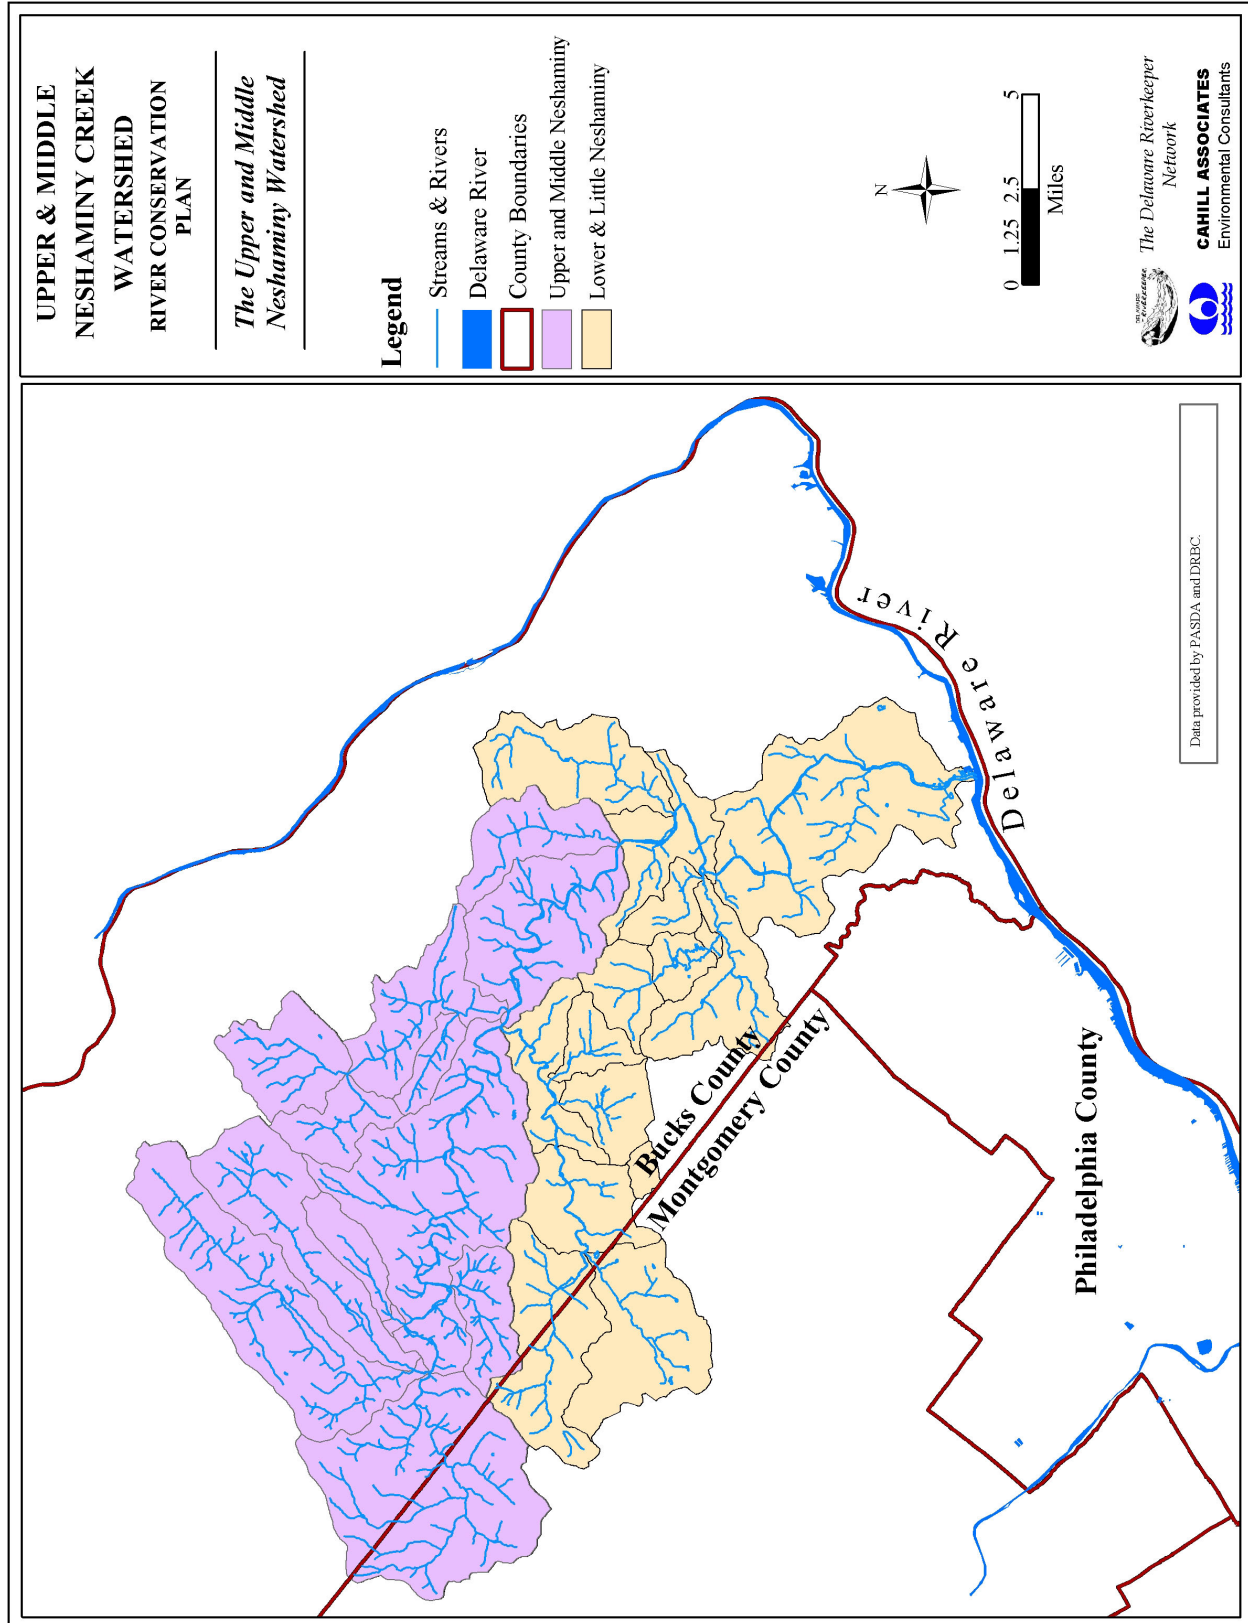 UPPER & MIDDLE
NESHAMINY CREEK
WATERSHED
RIVER CONSERVATION
PLAN
The Upper and Middle
Neshaminy Watershed
Legend
Streams & Rivers
Delaware River
County Boundaries
Upper and Middle Neshaminy
Lower & Little Neshaminy
N
0 1.25 2.5 5
Miles
DELAWARE
RIVERKEEPER
The Delaware Riverkeeper
Network
CAHILL ASSOCIATES
Environmental Consultants
Bucks County
Montgomery County
Philadelphia County
Delaware River
Data provided by PASDA and DRBC.